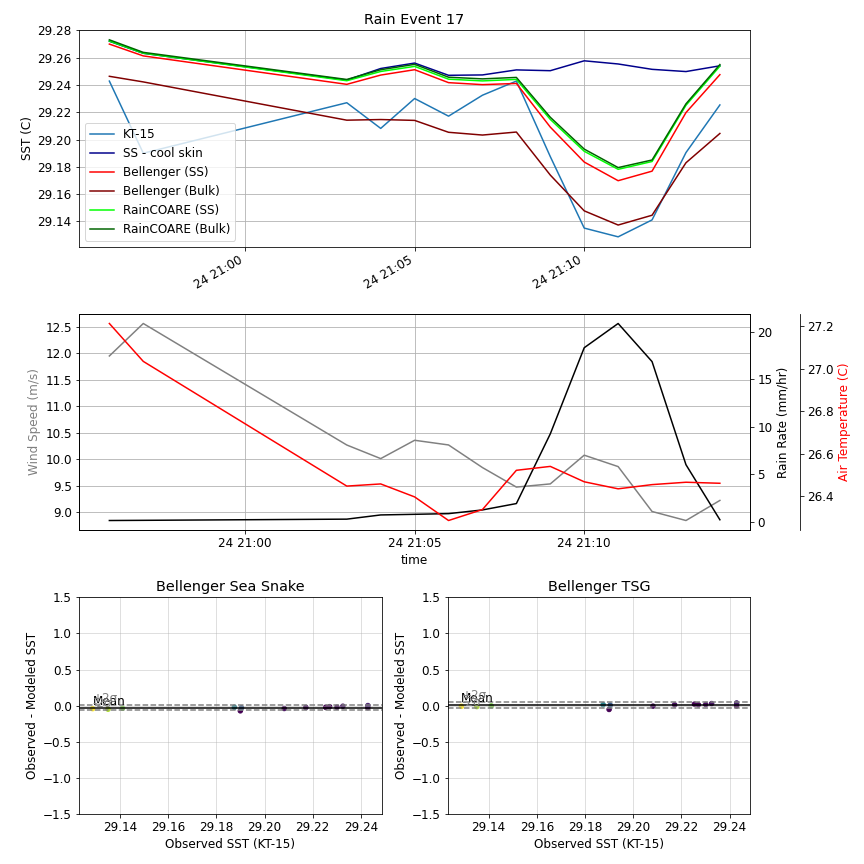 Rain Event 17
29.28
29.26
29.24
29.22
29.20
29.18
29.16
29.14
SST (C)
KT-15
SS - cool skin
Bellenger (SS)
Bellenger (Bulk)
RainCOARE (SS)
RainCOARE (Bulk)
24 21:00
24 21:05
24 21:10
12.5
12.0
11.5
11.0
10.5
10.0
9.5
9.0
Wind Speed (m/s)
20
15
10
5
0
Rain Rate (mm/hr)
27.2
27.0
26.8
26.6
26.4
Air Temperature (C)
24 21:00
24 21:05
24 21:10
time
Bellenger Sea Snake
1.5
1.0
0.5
0.0
−0.5
−1.0
−1.5
Observed - Modeled SST
Mean
29.14
29.16
29.18
29.20
29.22
29.24
Observed SST (KT-15)
Bellenger TSG
1.5
1.0
0.5
0.0
−0.5
−1.0
−1.5
Observed - Modeled SST
Mean
29.14
29.16
29.18
29.20
29.22
29.24
Observed SST (KT-15)